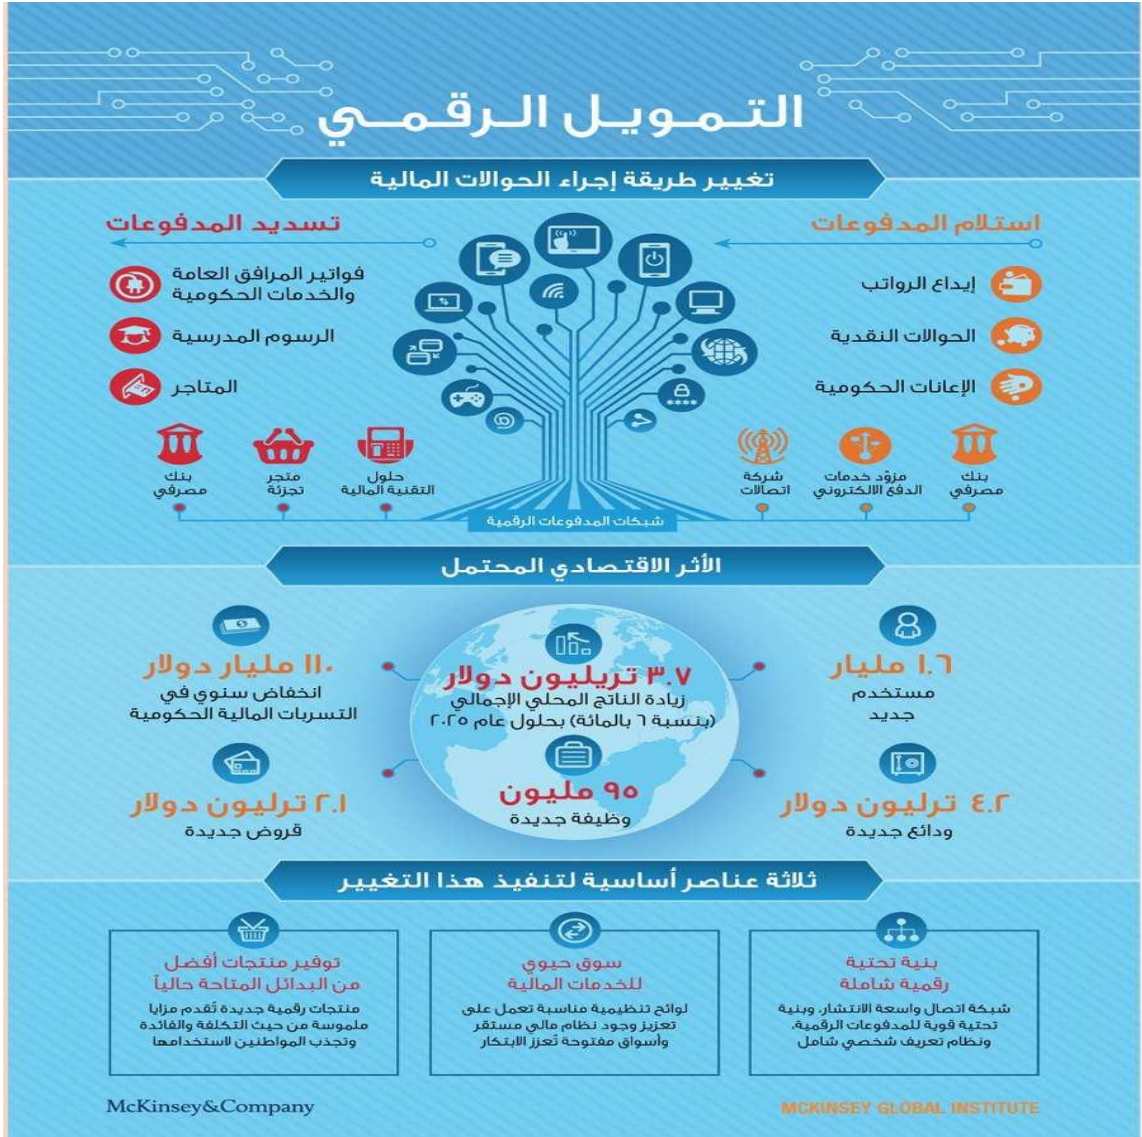 التمويل الرقمي
تغيير طريقة إجراء الحوالات المالية
استلام المدفوعات
إيداع الرواتب
الحوالات النقدية
الإعانات الحكومية
بنك
مصرفي
مزوّد خدمات
الدفع الالكتروني
شركة
اتصالات
تسديد المدفوعات
فواتير المرافق العامة
والخدمات الحكومية
الرسوم المدرسية
المتاجر
حلول
التقنية المالية
متجر
تجزئة
بنك
مصرفي
شبكات المدفوعات الرقمية
الأثر الاقتصادي المحتمل
١.٦ مليار
مستخدم
جديد
٤.٢ ترليون دولار
ودائع جديدة
٣.٧ تريليون دولار
زيادة الناتج المحلي الإجمالي
(بنسبة ٦ بالمائة) بحلول عام ٢٠٢٥
٩٥ مليون
وظيفة جديدة
١١٠ مليار دولار
انخفاض سنوي في
التسربات المالية الحكومية
٢.١ ترليون دولار
قروض جديدة
ثلاثة عناصر أساسية لتنفيذ هذا التغيير
بنية تحتية
رقمية شاملة
شبكة اتصال واسعة الانتشار، وبنية
تحتية قوية للمدفوعات الرقمية،
ونظام تعريف شخصي شامل
سوق حيوي
للخدمات المالية
لوائح تنظيمية مناسبة تعمل على
تعزيز وجود نظام مالي مستقر
وأسواق مفتوحة تُعزز الابتكار
توفير منتجات أفضل
من البدائل المتاحة حالياً
منتجات رقمية جديدة تُقدم مزايا
ملموسة من حيث التكلفة والفائدة
وتجذب المواطنين لاستخدامها
McKinsey&Company
MCKINSEY GLOBAL INSTITUTE